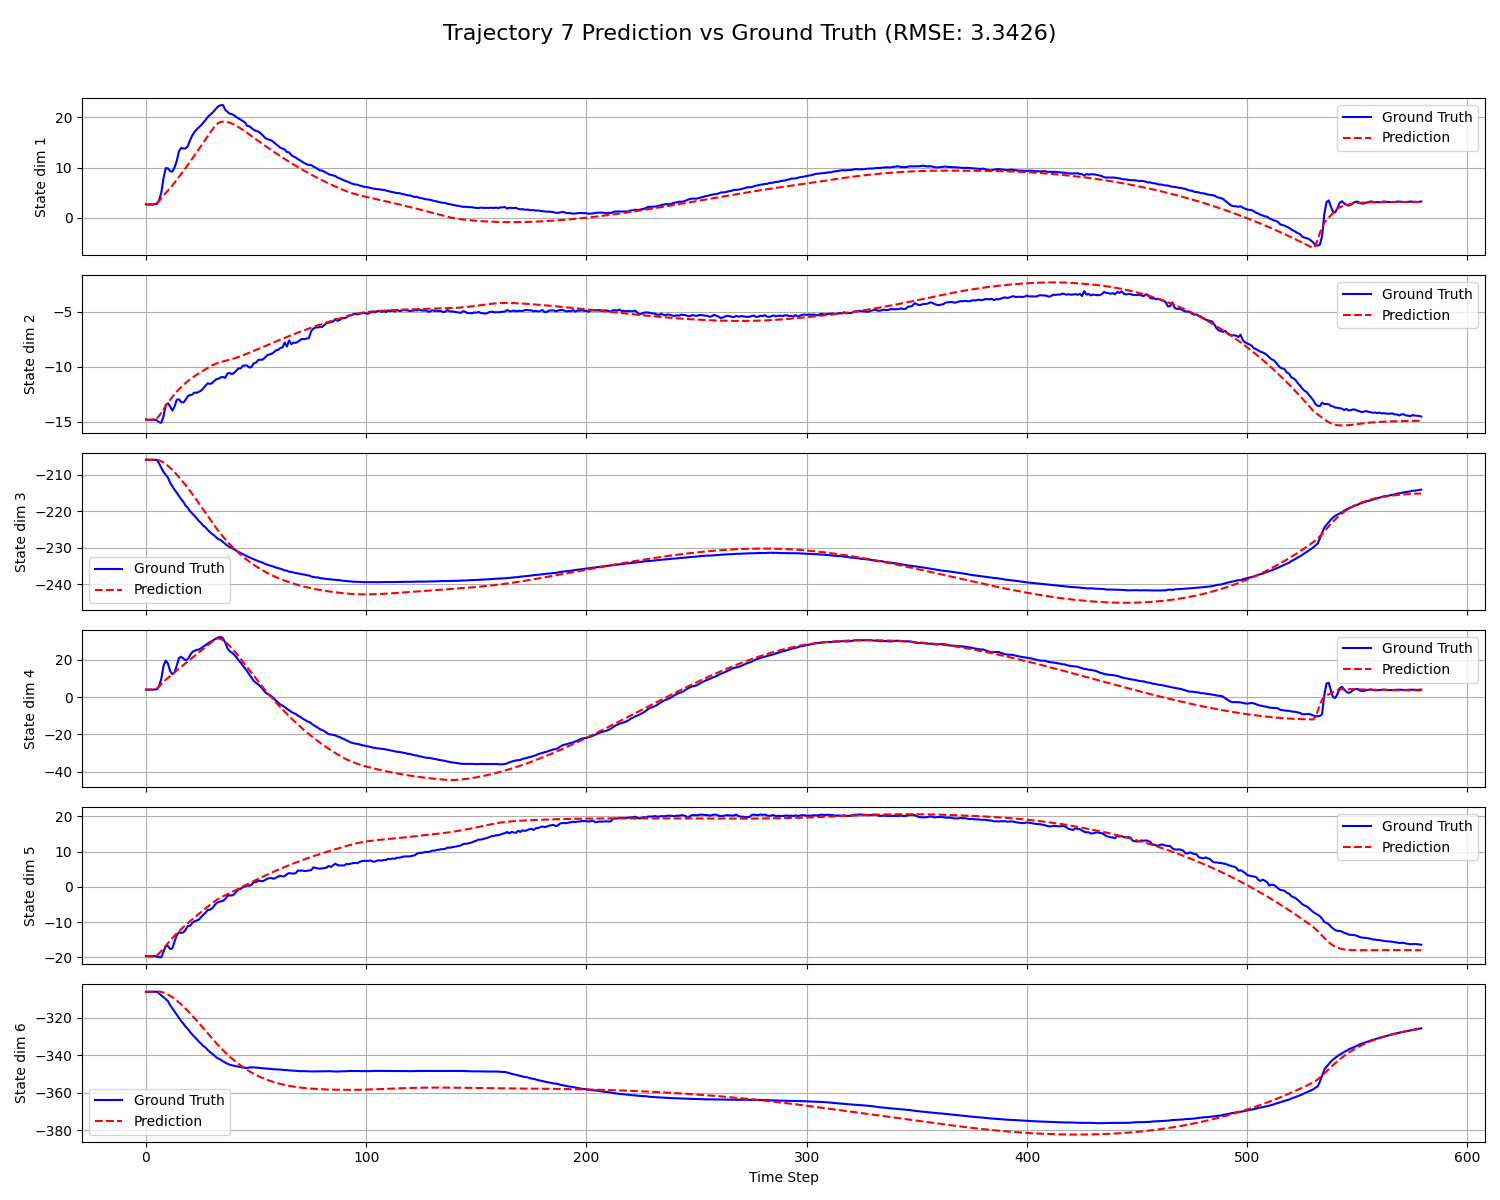 Trajectory 7 Prediction vs Ground Truth (RMSE: 3.3426)
20
10
0
State dim 1
Ground Truth
Prediction
−5
−10
−15
State dim 2
Ground Truth
Prediction
−210
−220
−230
−240
State dim 3
Ground Truth
Prediction
20
0
−20
−40
State dim 4
Ground Truth
Prediction
20
10
0
−10
−20
State dim 5
Ground Truth
Prediction
−320
−340
−360
−380
State dim 6
Ground Truth
Prediction
0 100 200 300 400 500 600
Time Step